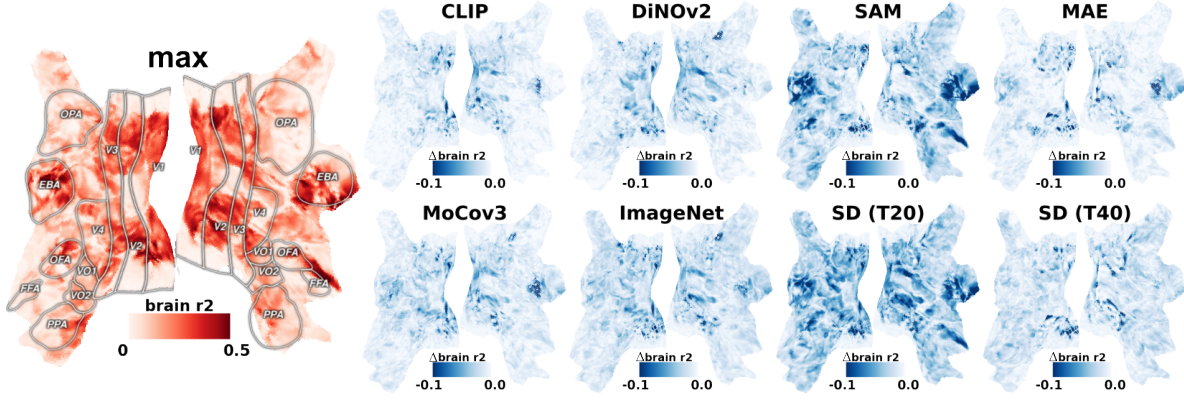 max
OPA
OPA
V3
V1
V1
EBA
EBA
V4
V2
V2
V3
V4
OFA
VO1
VO1
OFA
FFA
VO2
VO2
FFA
PPA
PPA
brain r2
0
0.5
CLIP
DiNOv2
SAM
MAE
Δbrain r2
-0.1
0.0
Δbrain r2
-0.1
0.0
Δbrain r2
-0.1
0.0
Δbrain r2
-0.1
0.0
MoCov3
ImageNet
SD (T20)
SD (T40)
Δbrain r2
-0.1
0.0
Δbrain r2
-0.1
0.0
Δbrain r2
-0.1
0.0
Δbrain r2
-0.1
0.0